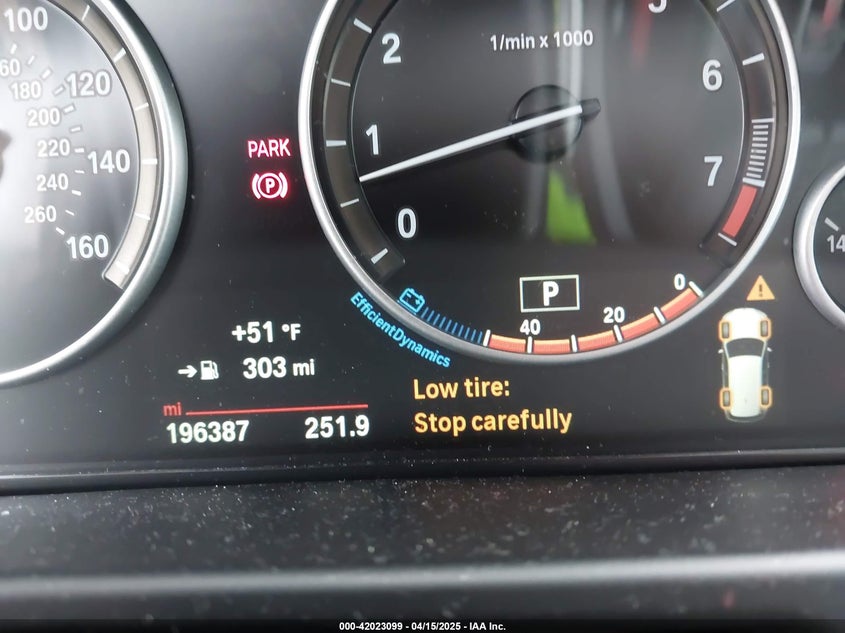 100
120
140
160
160
180
200
220
240
260
PARK
P
1/min x 1000
0
1
2
6
7
P
40
20
0
EfficientDynamics
14
+51 °F
303 mi
mi
196387 251.9
Low tire:
Stop carefully
000-42023099 - 04/15/2025 - IAA Inc.